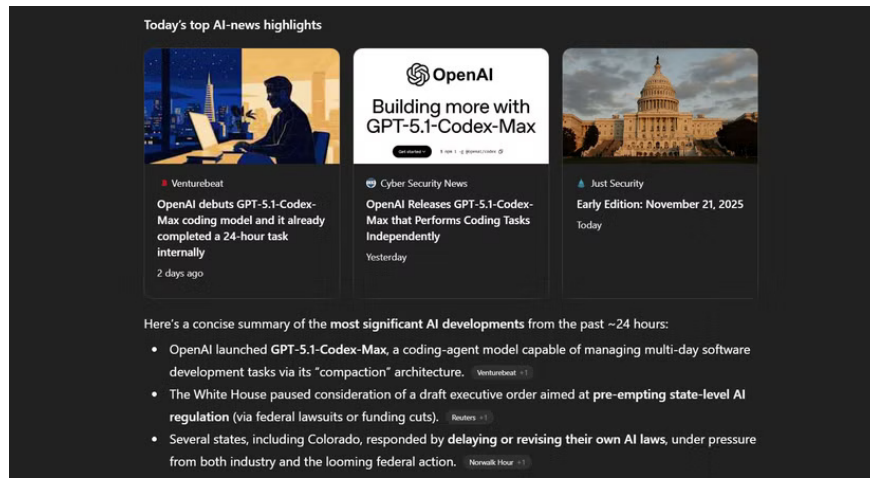 Today's top AI-news highlights
OpenAI
Building more with
GPT-5.1-Codex-Max
Get started
$ npm i -g @openai/codex
Venturebeat
OpenAI debuts GPT-5.1-Codex-
Max coding model and it already
completed a 24-hour task
internally
2 days ago
Cyber Security News
OpenAI Releases GPT-5.1-Codex-
Max that Performs Coding Tasks
Independently
Yesterday
Just Security
Early Edition: November 21, 2025
Today
Here's a concise summary of the most significant AI developments from the past ~24 hours:
• OpenAI launched GPT-5.1-Codex-Max, a coding-agent model capable of managing multi-day software
development tasks via its "compaction" architecture. Venturebeat +1
• The White House paused consideration of a draft executive order aimed at pre-empting state-level AI
regulation (via federal lawsuits or funding cuts). Reuters +1
• Several states, including Colorado, responded by delaying or revising their own AI laws, under pressure
from both industry and the looming federal action. Norwalk Hour +1